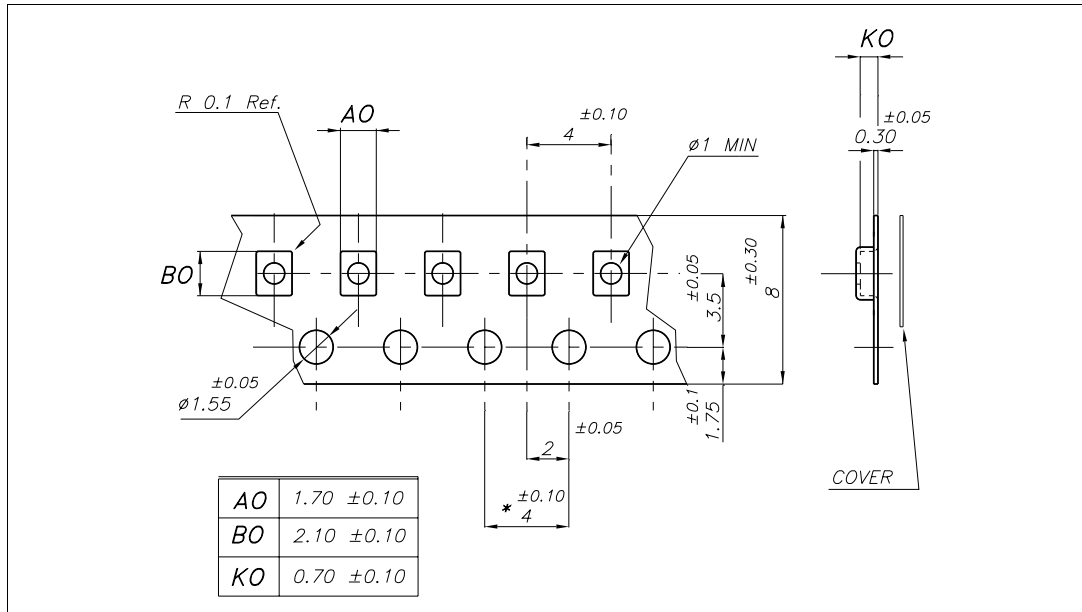 KO
R 0.1 Ref.
AO
±0.10
4
ø1 MIN
±0.05
0.30
BO
±0.05
3.5
±0.30
8
±0.05
ø1.55
±0.1
1.75
±0.05
2
±0.10
* 4
COVER
AO 1.70 ±0.10
BO 2.10 ±0.10
KO 0.70 ±0.10